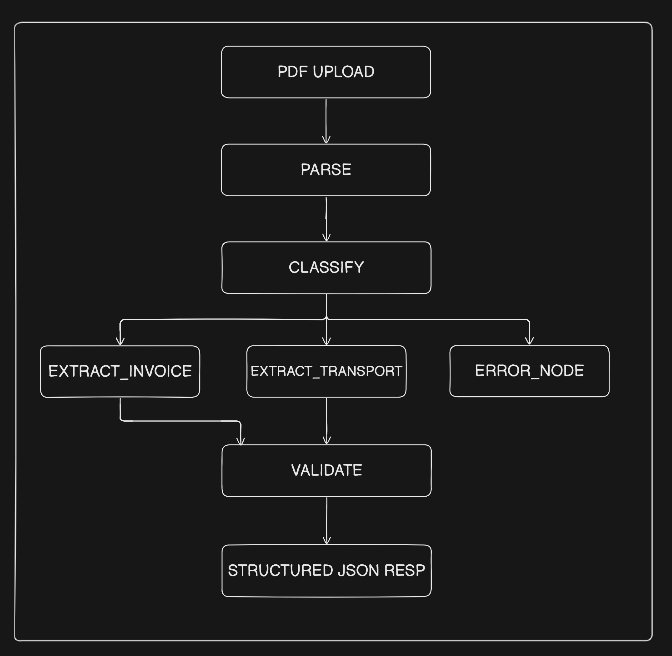 PDF UPLOAD
PARSE
CLASSIFY
EXTRACT_INVOICE
EXTRACT_TRANSPORT
ERROR_NODE
VALIDATE
STRUCTURED JSON RESP